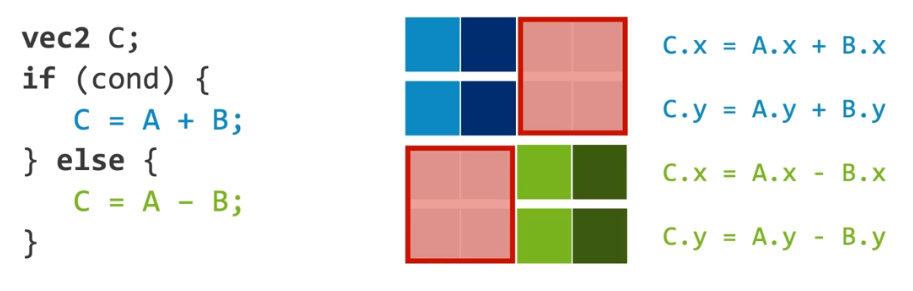 vec2 C;
if (cond) {
C = A + B;
} else {
C = A – B;
}
C.x = A.x + B.x
C.y = A.y + B.y
C.x = A.x - B.x
C.y = A.y - B.y